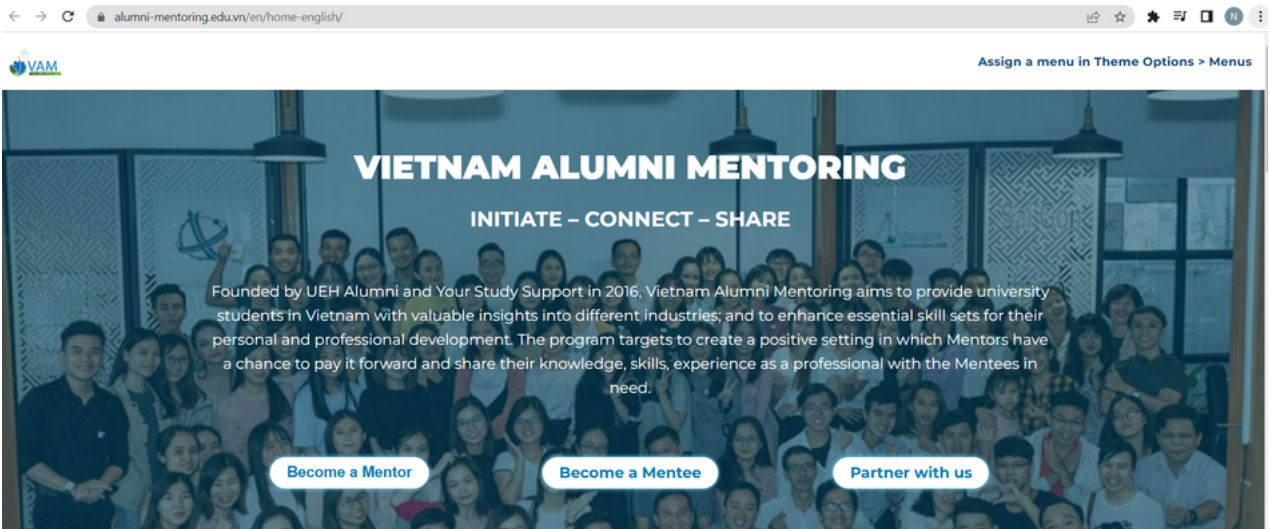 alumni-mentoring.edu.vn/en/home-english/
N
VAM
Assign a menu in Theme Options > Menus
VIETNAM ALUMNI MENTORING
INITIATE – CONNECT – SHARE
Founded by UEH Alumni and Your Study Support in 2016, Vietnam Alumni Mentoring aims to provide university
students in Vietnam with valuable insights into different industries; and to enhance essential skill sets for their
personal and professional development. The program targets to create a positive setting in which Mentors have
a chance to pay it forward and share their knowledge, skills, experience as a professional with the Mentees in
need.
Become a Mentor
Become a Mentee
Partner with us